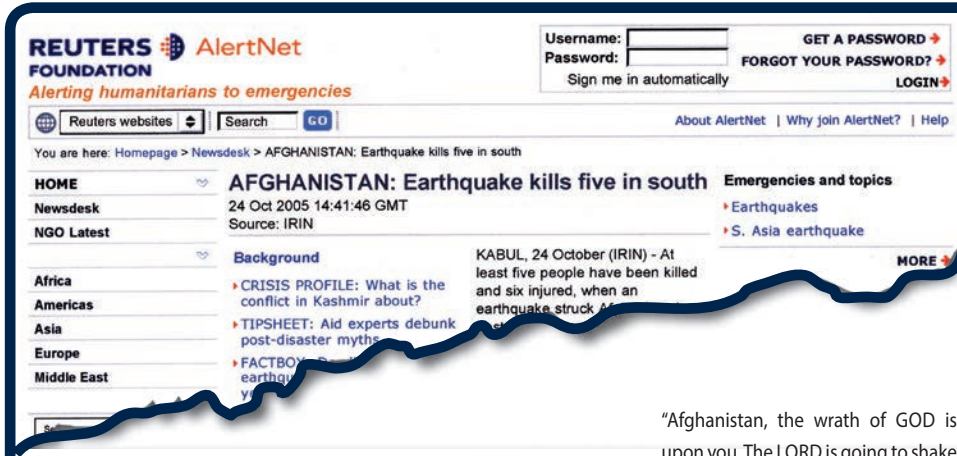 REUTERS AlertNet
FOUNDATION
Alerting humanitarians to emergencies
Username:
Password:
Sign me in automatically
GET A PASSWORD
FORGOT YOUR PASSWORD?
LOGIN
Reuters websites
Search GO
About AlertNet | Why join AlertNet? | Help
You are here: Homepage > Newsdesk > AFGHANISTAN: Earthquake kills five in south
HOME
Newsdesk
NGO Latest
Africa
Americas
Asia
Europe
Middle East
AFGHANISTAN: Earthquake kills five in south
24 Oct 2005 14:41:46 GMT
Source: IRIN
Background
CRISIS PROFILE: What is the
conflict in Kashmir about?
TIPSHEET: Aid experts debunk
post-disaster myths
KABUL, 24 October (IRIN) - At
least five people have been killed
and six injured, when an
earthquake struck
Emergencies and topics
Earthquakes
S. Asia earthquake
MORE
"Afghanistan, the wrath of GOD is
upon you. The LORD is going to shake